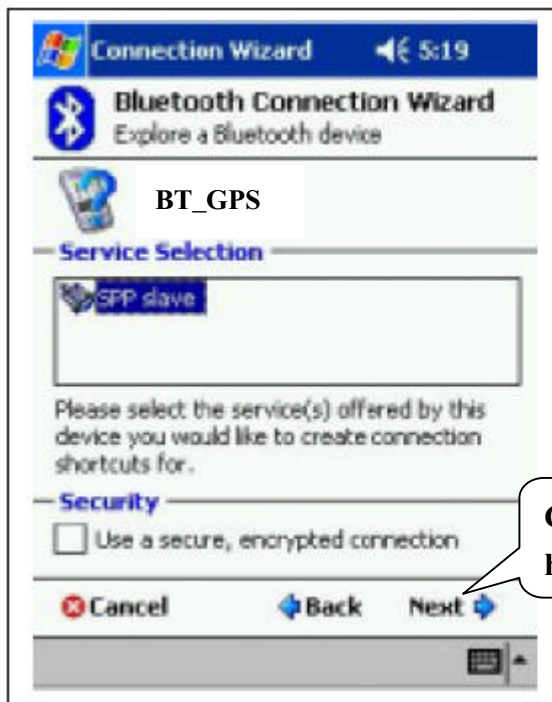 Connection Wizard 5:19
Bluetooth Connection Wizard
Explore a Bluetooth device
BT_GPS
Service Selection
SPP slave
Please select the service(s) offered by this
device you would like to create connection
shortcuts for.
Security
Use a secure, encrypted connection
Cancel Back Next